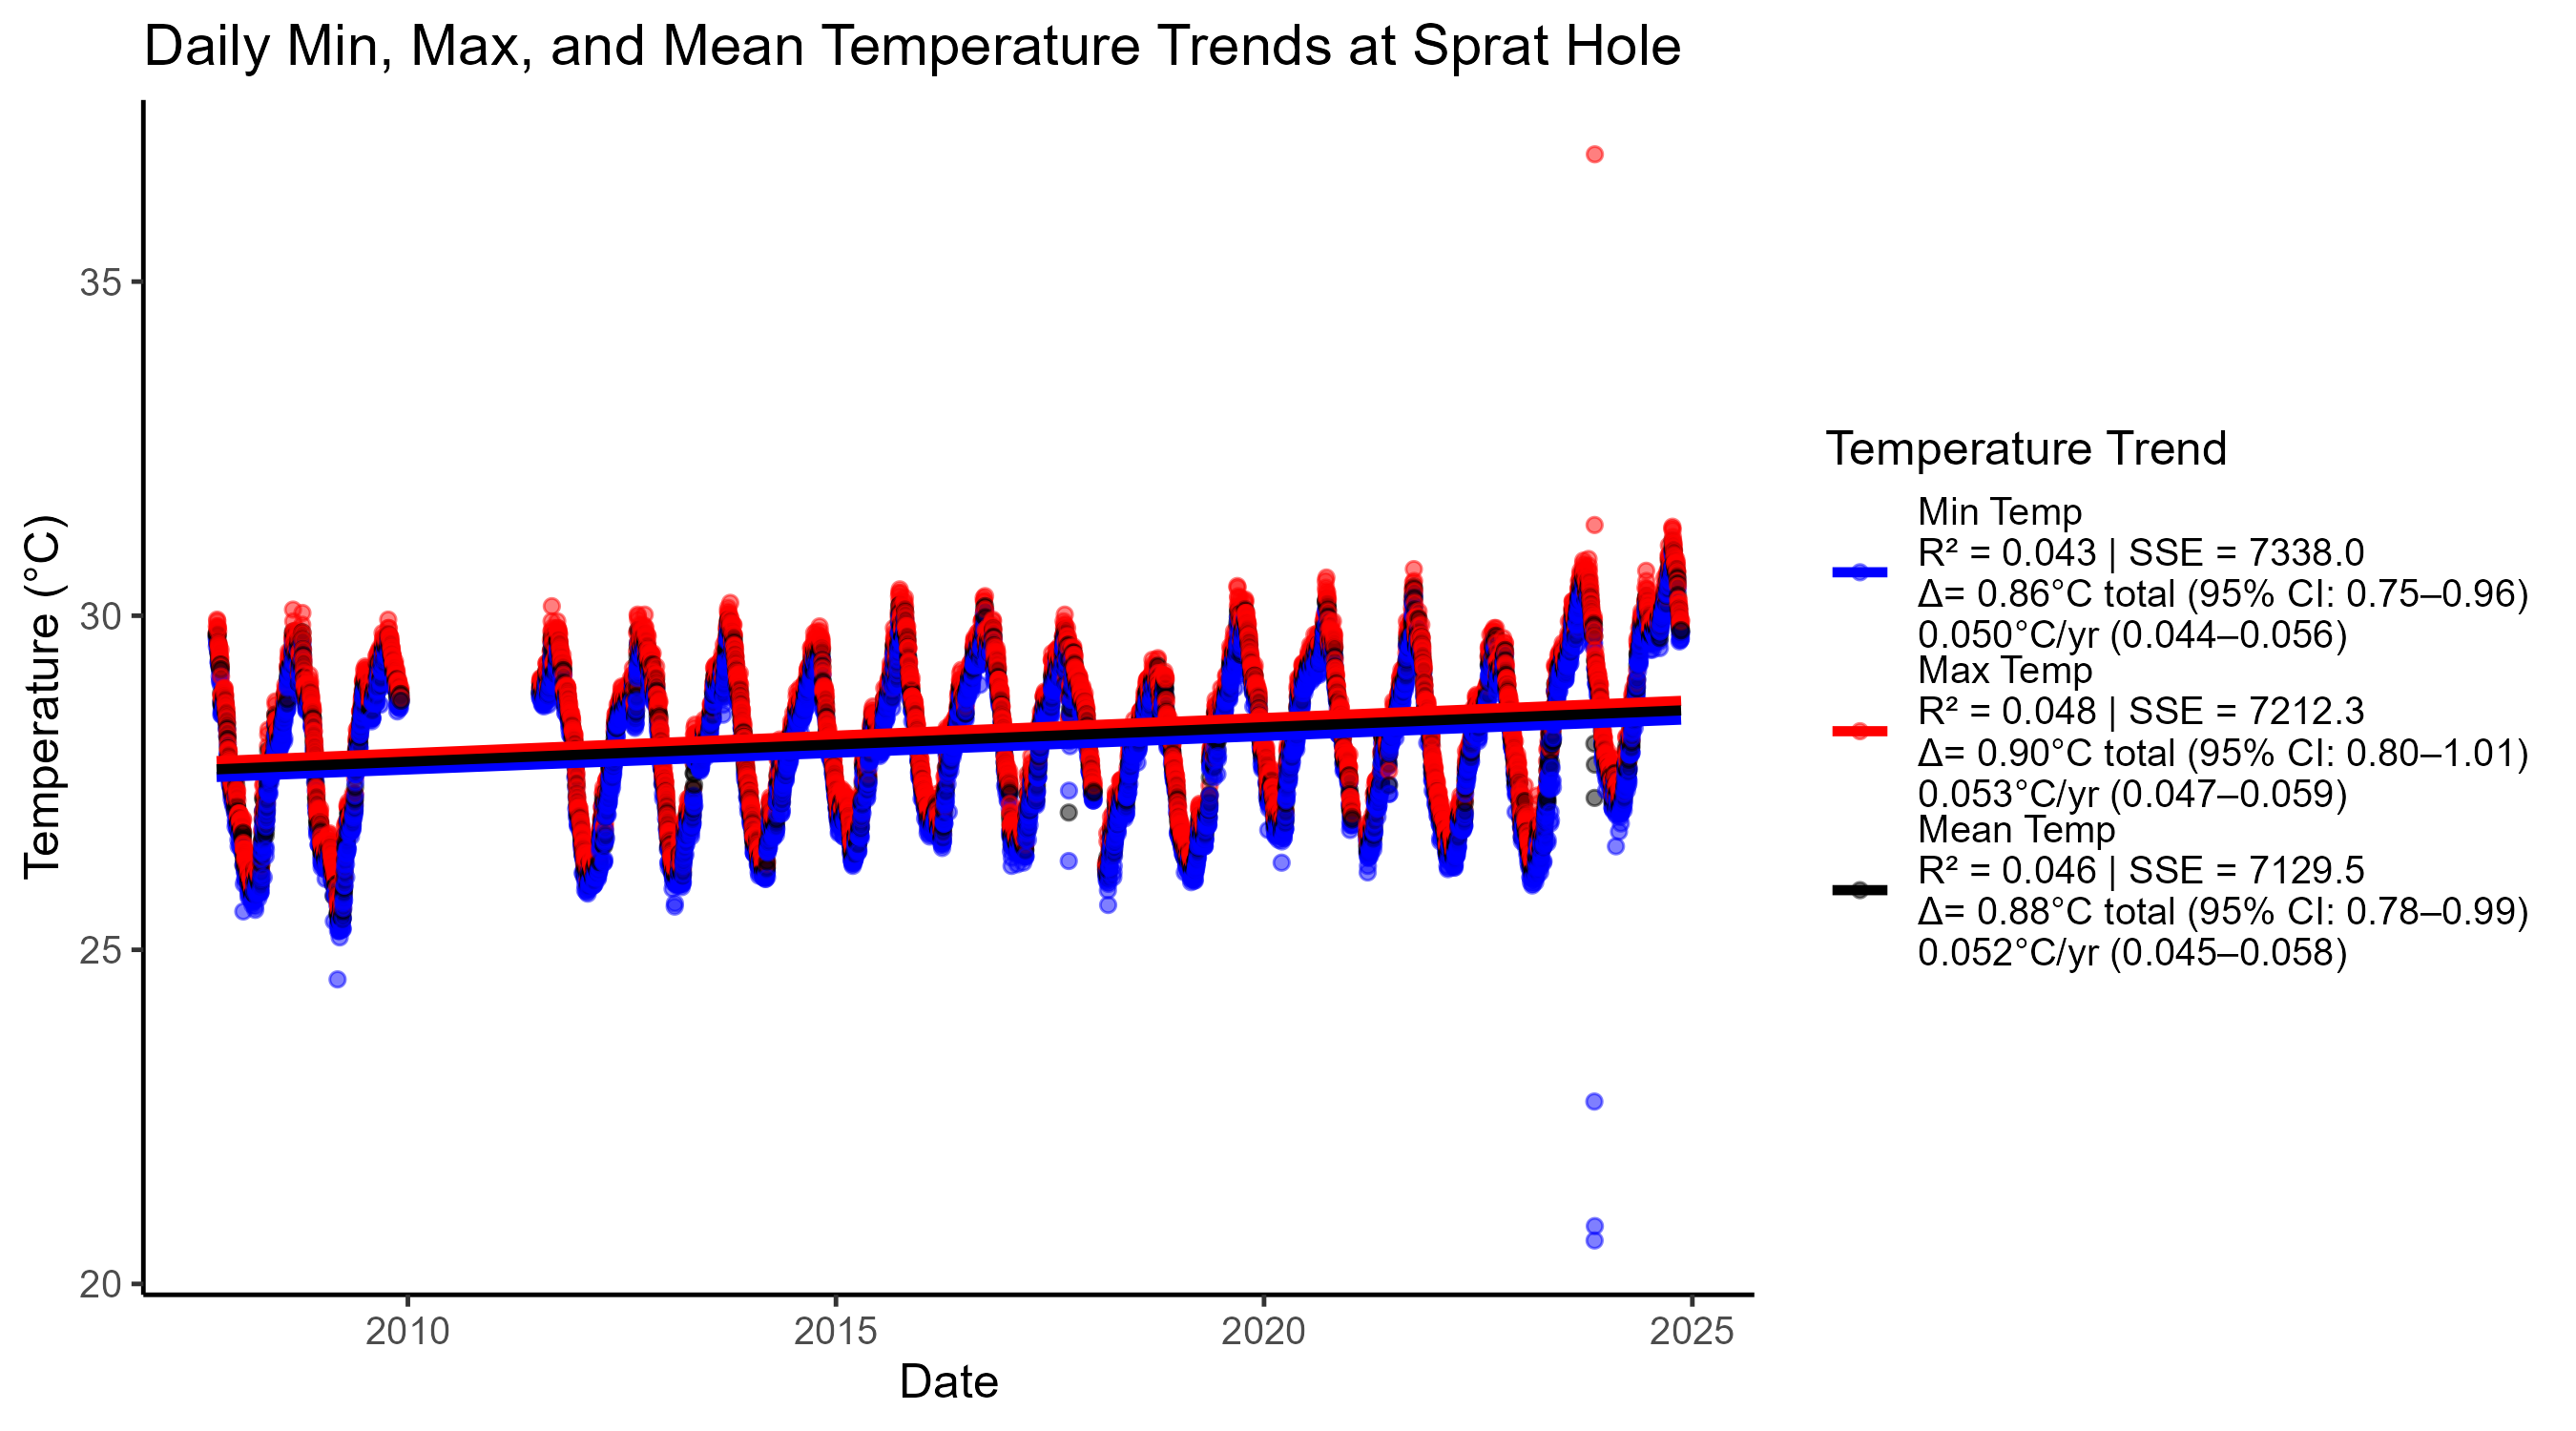 Daily Min, Max, and Mean Temperature Trends at Sprat Hole
Temperature (°C)
35
30
25
20
2010
2015
2020
2025
Date
Temperature Trend
Min Temp
R² = 0.043 | SSE = 7338.0
Δ= 0.86°C total (95% CI: 0.75–0.96)
0.050°C/yr (0.044–0.056)
Max Temp
R² = 0.048 | SSE = 7212.3
Δ= 0.90°C total (95% CI: 0.80–1.01)
0.053°C/yr (0.047–0.059)
Mean Temp
R² = 0.046 | SSE = 7129.5
Δ= 0.88°C total (95% CI: 0.78–0.99)
0.052°C/yr (0.045–0.058)